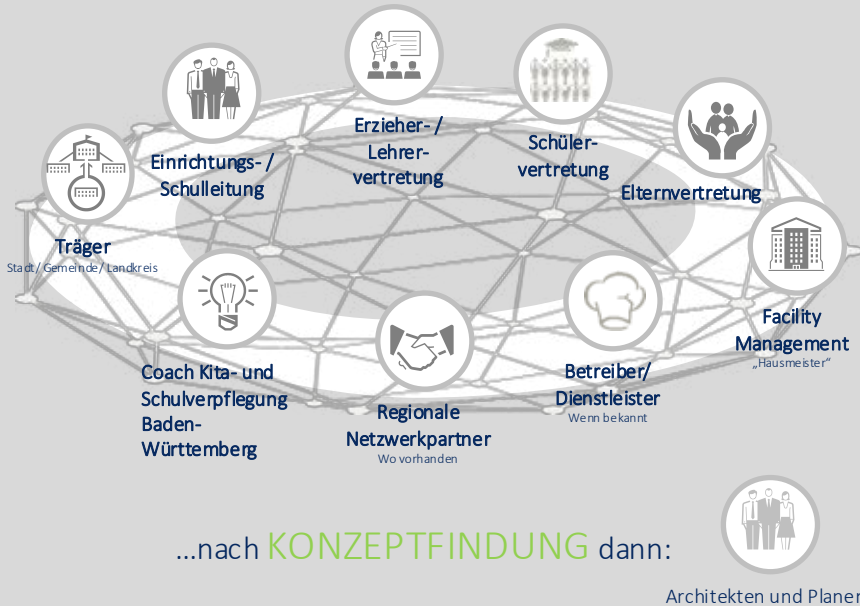 Erzieher- /
Lehrer-
vertretung
Schüler-
vertretung
Einrichtungs- /
Schulleitung
Elternvertretung
Träger
Stadt/ Gemeinde/ Landkreis
Facility
Management
„Hausmeister“
Coach Kita- und
Schulverpflegung
Baden-
Württemberg
Regionale
Netzwerkpartner
Wo vorhanden
Betreiber/
Dienstleister
Wenn bekannt
...nach KONZEPTFINDUNG dann:
Architekten und Planer